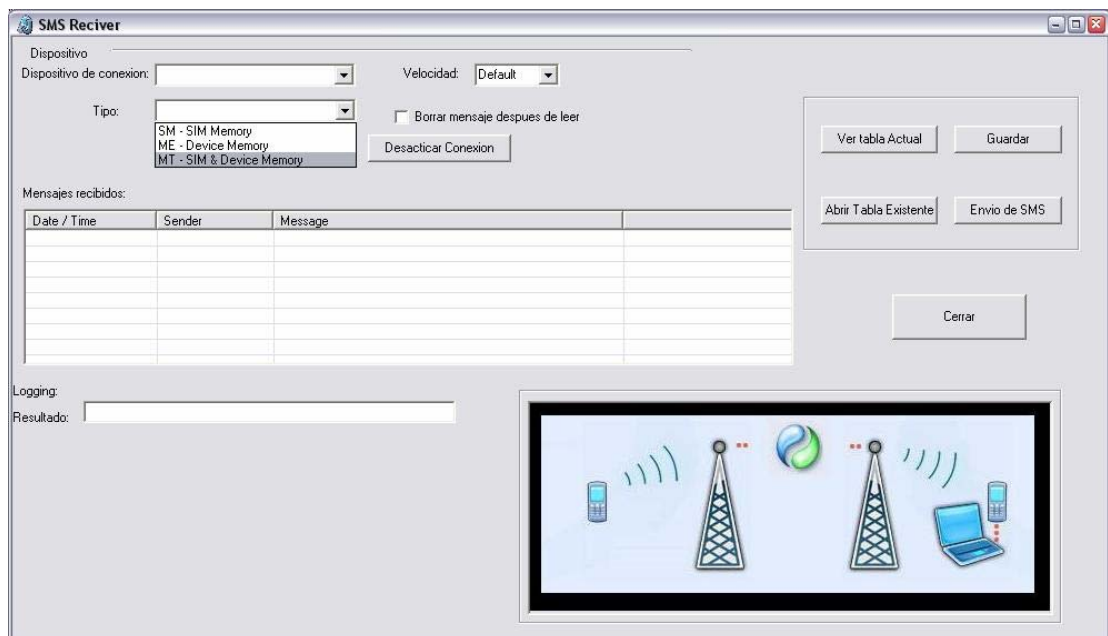 SMS Reciver
Dispositivo
Dispositivo de conexion:
Velocidad: Default
Tipo:
Borrar mensaje despues de leer
SM - SIM Memory
ME - Device Memory
MT - SIM & Device Memory
Desacticar Conexion
Ver tabla Actual
Guardar
Abrir Tabla Existente
Envio de SMS
Mensajes recibidos:
Date / Time Sender Message
Cerrar
Logging:
Resultado: